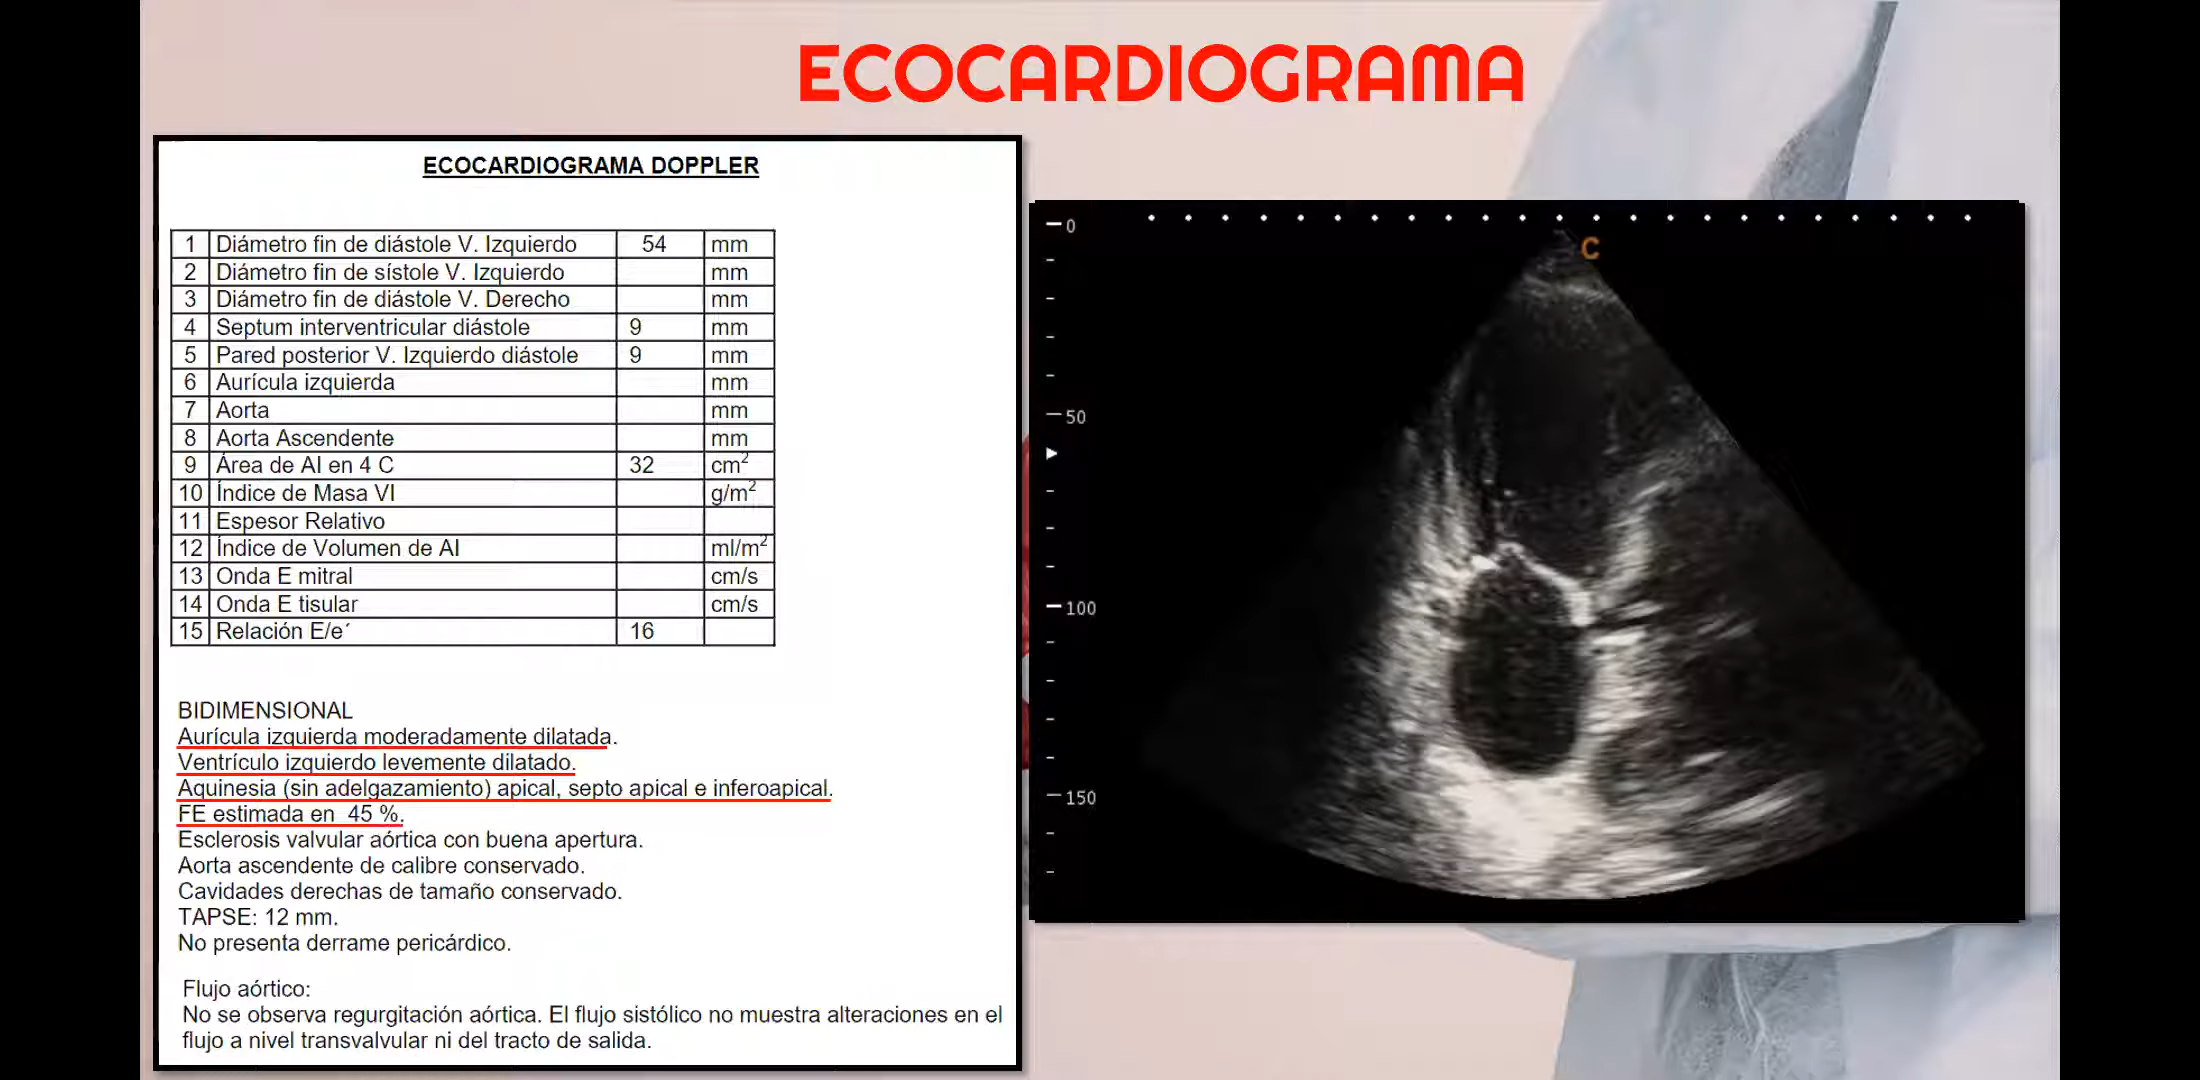 ECOCARDIOGRAMA
ECOCARDIOGRAMA DOPPLER
1 Diámetro fin de diástole V. Izquierdo 54 mm
2 Diámetro fin de sístole V. Izquierdo mm
3 Diámetro fin de diástole V. Derecho mm
4 Septum interventricular diástole 9 mm
5 Pared posterior V. Izquierdo diástole 9 mm
6 Aurícula izquierda mm
7 Aorta mm
8 Aorta Ascendente mm
9 Área de AI en 4 C 32 cm²
10 Índice de Masa VI g/m²
11 Espesor Relativo
12 Índice de Volumen de AI ml/m²
13 Onda E mitral cm/s
14 Onda E tisular cm/s
15 Relación E/e´ 16
BIDIMENSIONAL
Aurícula izquierda moderadamente dilatada.
Ventrículo izquierdo levemente dilatado.
Aquinesia (sin adelgazamiento) apical, septo apical e inferoapical.
FE estimada en 45 %.
Esclerosis valvular aórtica con buena apertura.
Aorta ascendente de calibre conservado.
Cavidades derechas de tamaño conservado.
TAPSE: 12 mm.
No presenta derrame pericárdico.
Flujo aórtico:
No se observa regurgitación aórtica. El flujo sistólico no muestra alteraciones en el
flujo a nivel transvalvular ni del tracto de salida.
0
C
50
100
150